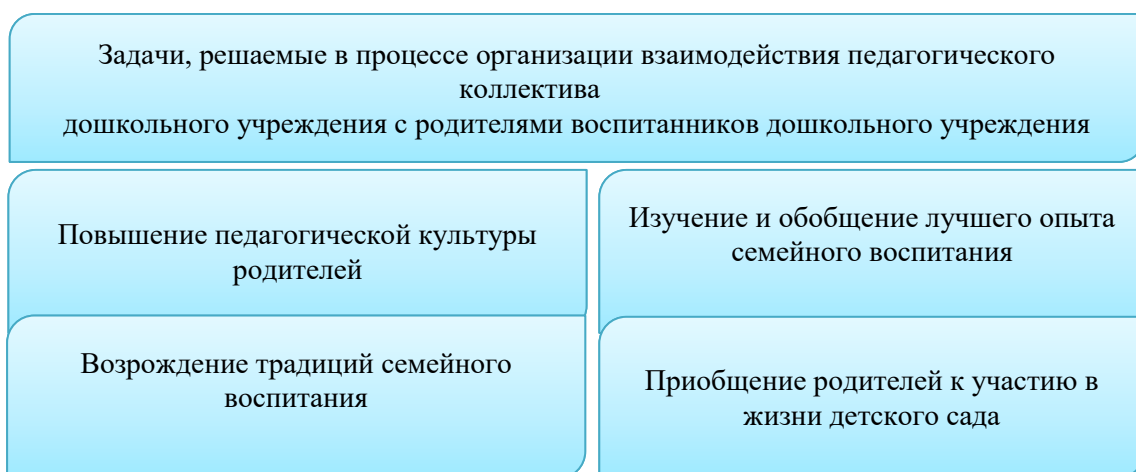 Задачи, решаемые в процессе организации взаимодействия педагогического
коллектива
дошкольного учреждения с родителями воспитанников дошкольного учреждения
Повышение педагогической культуры
родителей
Изучение и обобщение лучшего опыта
семейного воспитания
Возрождение традиций семейного
воспитания
Приобщение родителей к участию в
жизни детского сада